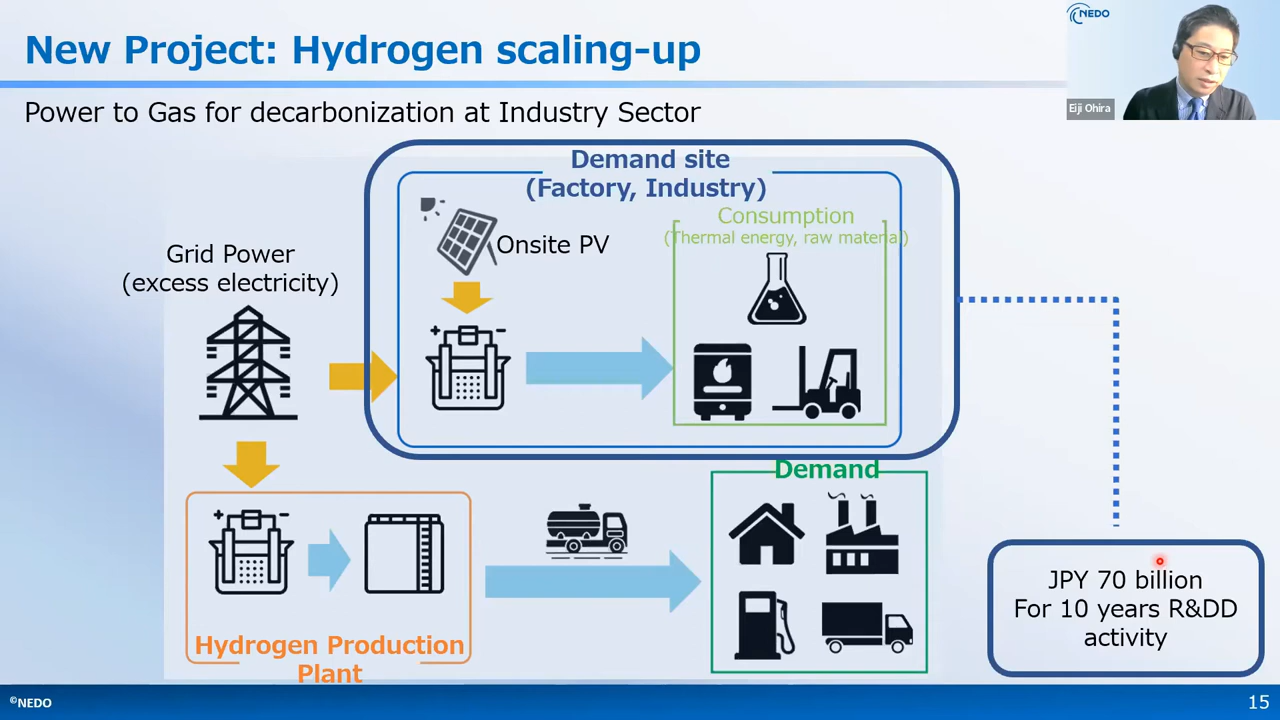 New Project: Hydrogen scaling-up
NEDO
Eiji Ohira
Power to Gas for decarbonization at Industry Sector
Demand site
(Factory, Industry)
Onsite PV
Consumption
(Thermal energy, raw material)
Grid Power
(excess electricity)
Demand
Hydrogen Production
Plant
JPY 70 billion
For 10 years R&DD
activity
©NEDO
15